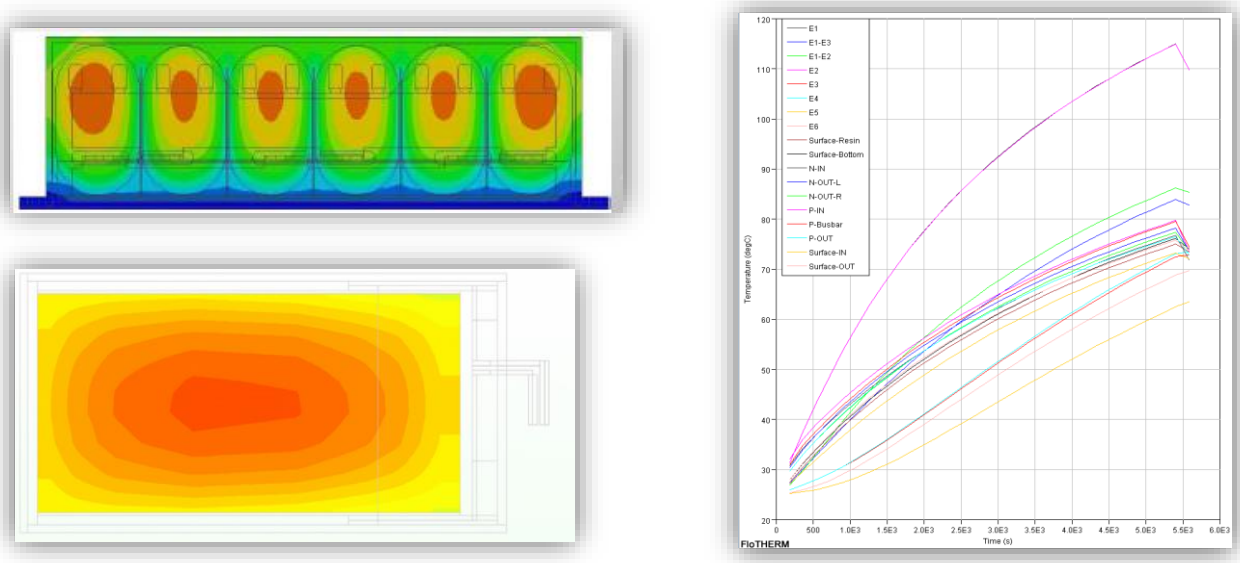 120
110
100
90
80
70
60
50
40
30
20
Temperature (degC)
E1
E1-E3
E1-E2
E2
E3
E4
E5
E6
Surface-Resin
Surface-Bottom
N-IN
N-OUT-L
N-OUT-R
P-IN
P-Busbar
P-OUT
Surface-IN
Surface-OUT
0 500 1.0E3 1.5E3 2.0E3 2.5E3 3.0E3 3.5E3 4.0E3 4.5E3 5.0E3 5.5E3 6.0E3
Time (s)
FloTHERM